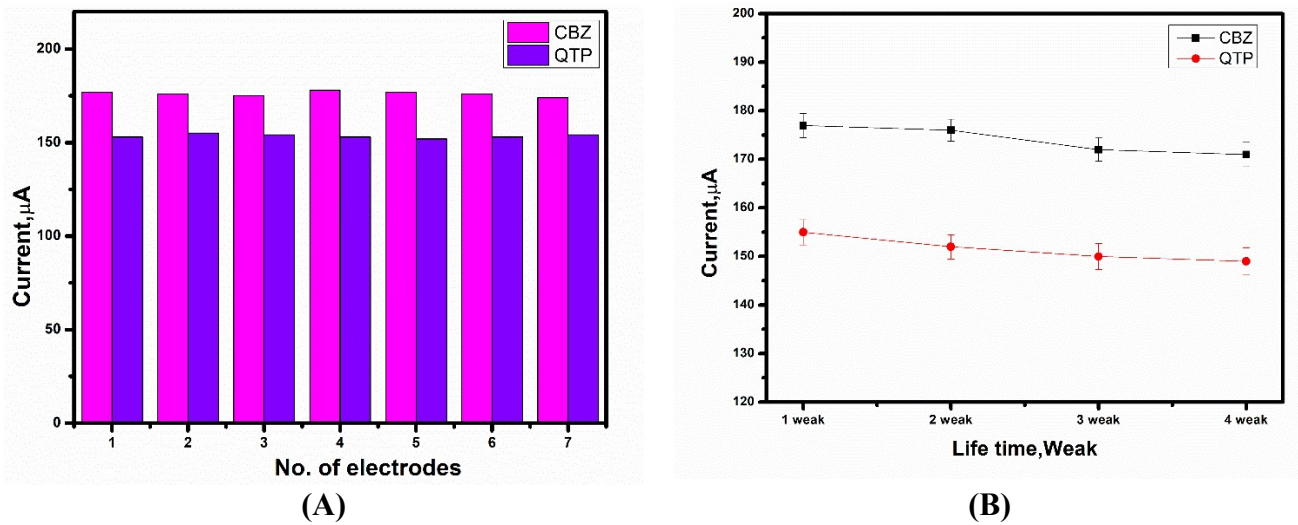 CBZ
QTP
200
150
100
50
0
Current,μA
1 2 3 4 5 6 7
No. of electrodes
(A)
CBZ
QTP
200
190
180
170
160
150
140
130
120
Current,μA
1 weak 2 weak 3 weak 4 weak
Life time,Weak
(B)